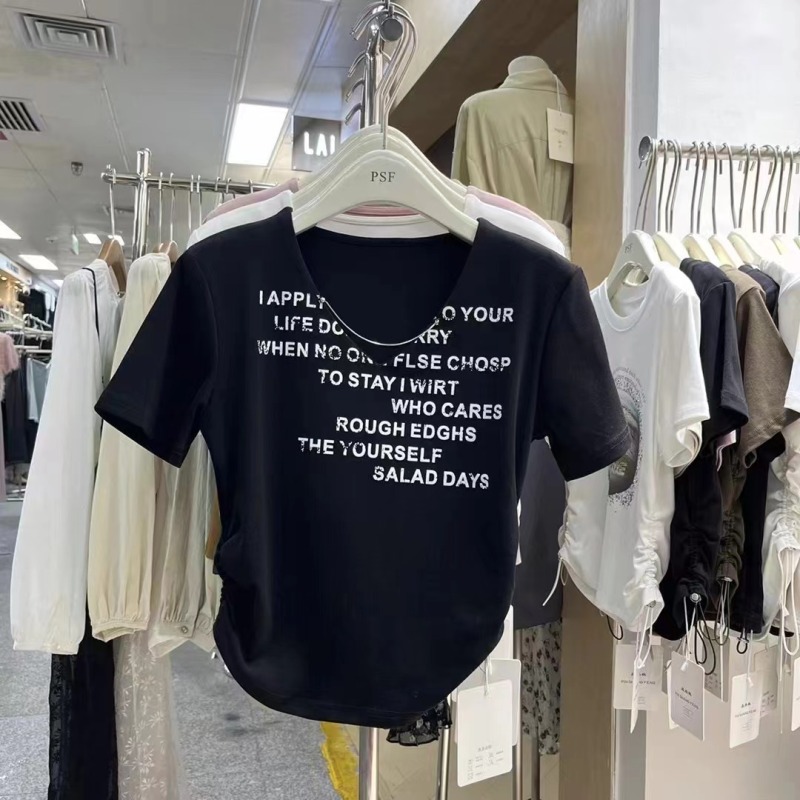 LAI
PSF
I APPLY O YOUR
LIFE DO RRY
WHEN NO ONE FLSE CHOSP
TO STAY I WIRT
WHO CARES
ROUGH EDGHS
THE YOURSELF
SALAD DAYS